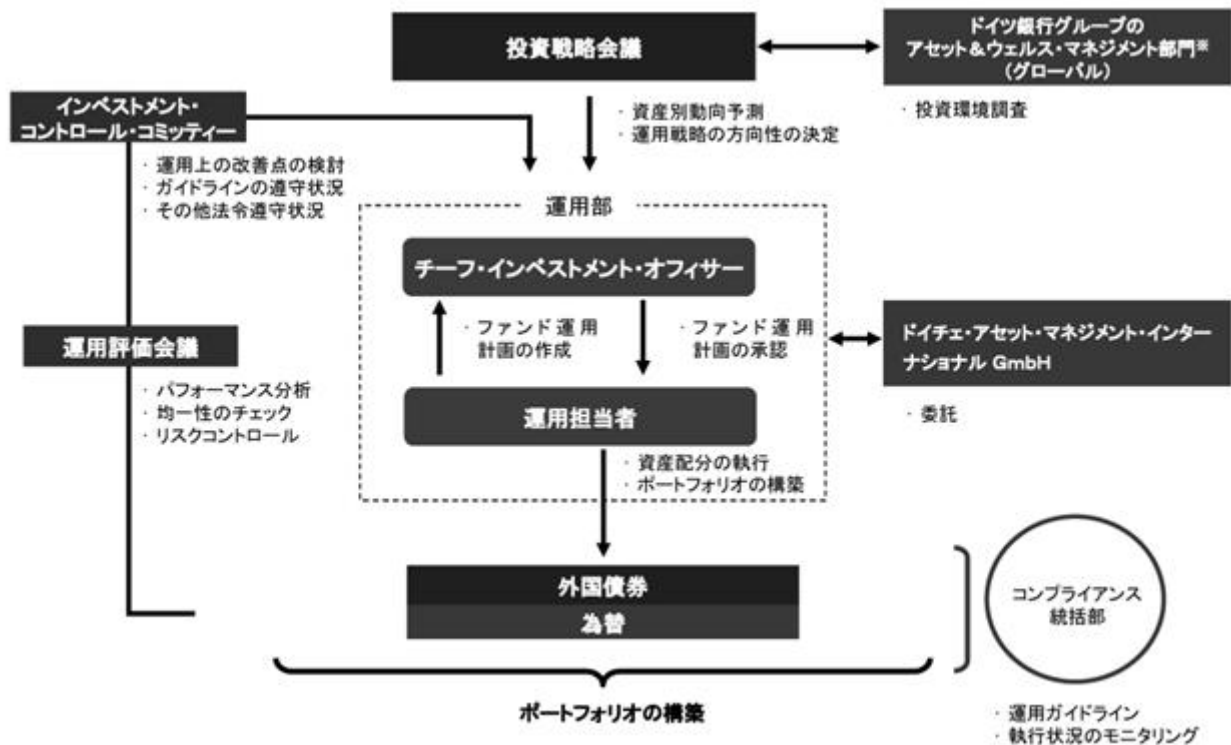 投資戦略会議
ドイツ銀行グループの
アセット&ウェルス・マネジメント部門※
(グローバル)
・投資環境調査
インベストメント・
コントロール・コミッティー
・運用上の改善点の検討
・ガイドラインの遵守状況
・その他法令遵守状況
・資産別動向予測
・運用戦略の方向性の決定
運用部
チーフ・インベストメント・オフィサー
・ファンド運用
計画の作成
・ファンド運用
計画の承認
運用担当者
・資産配分の執行
・ポートフォリオの構築
運用評価会議
・パフォーマンス分析
・均一性のチェック
・リスクコントロール
ドイチェ・アセット・マネジメント・インター
ナショナル GmbH
・委託
外国債券
為替
ポートフォリオの構築
コンプライアンス
統括部
・運用ガイドライン
・執行状況のモニタリング